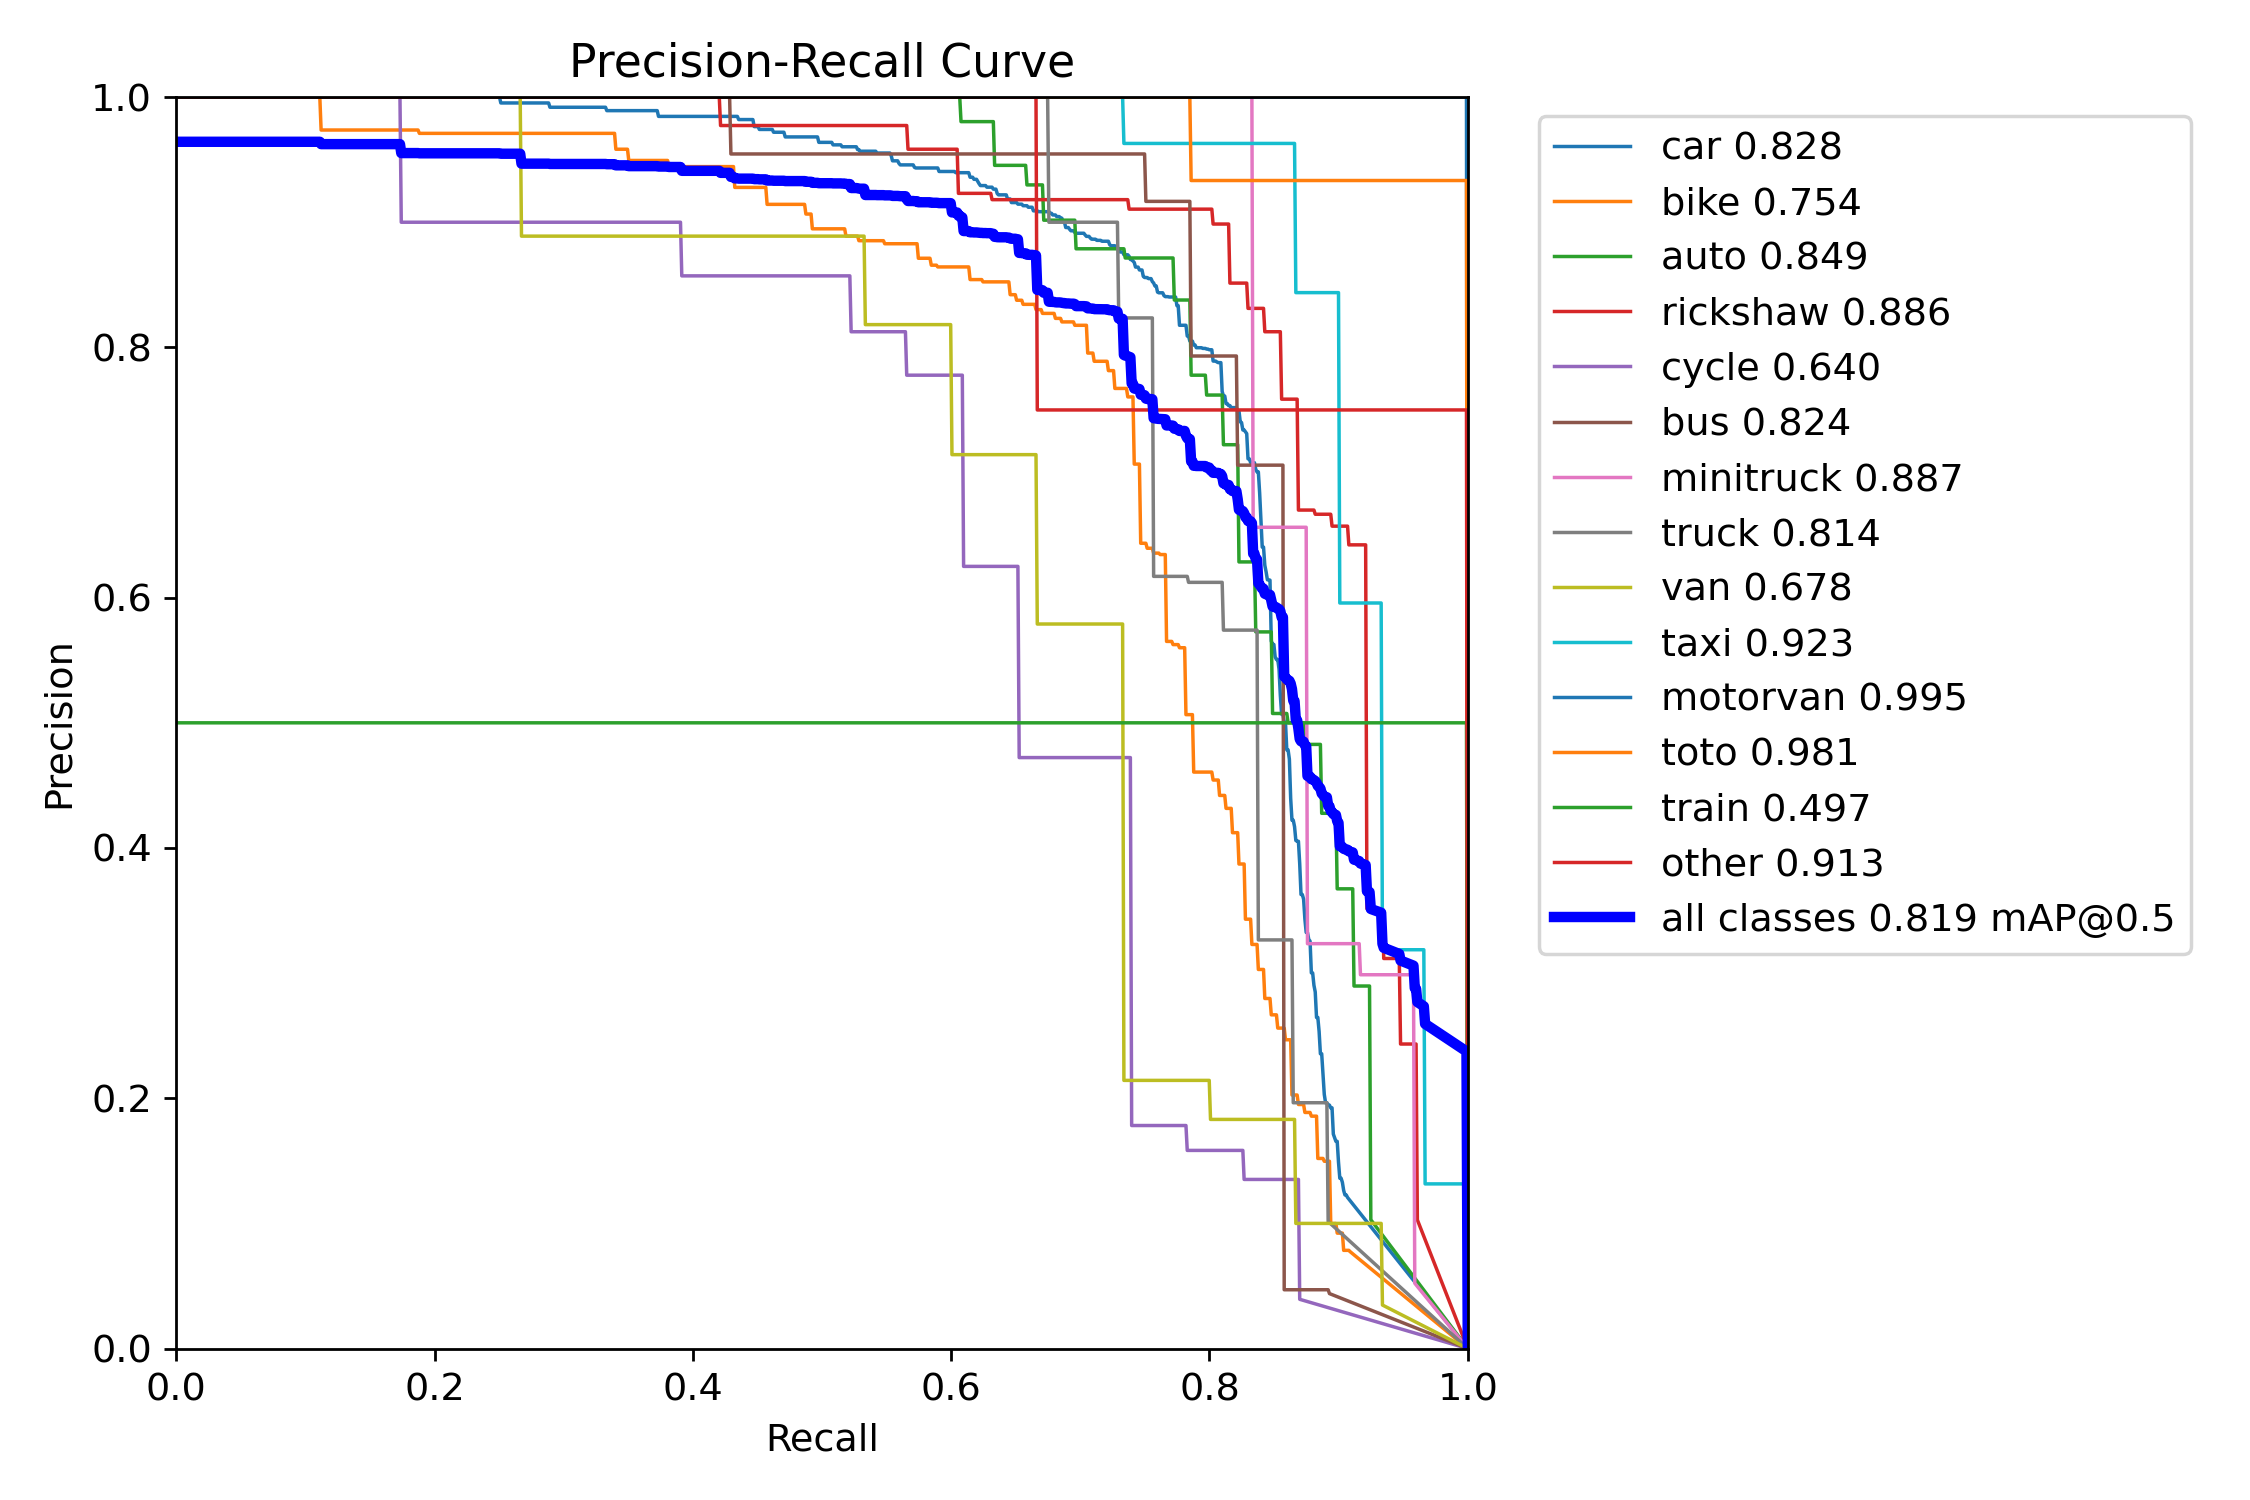 Precision-Recall Curve
1.0
0.8
0.6
0.4
0.2
0.0
Precision
0.0 0.2 0.4 0.6 0.8 1.0
Recall
car 0.828
bike 0.754
auto 0.849
rickshaw 0.886
cycle 0.640
bus 0.824
minitruck 0.887
truck 0.814
van 0.678
taxi 0.923
motorvan 0.995
toto 0.981
train 0.497
other 0.913
all classes 0.819 mAP@0.5